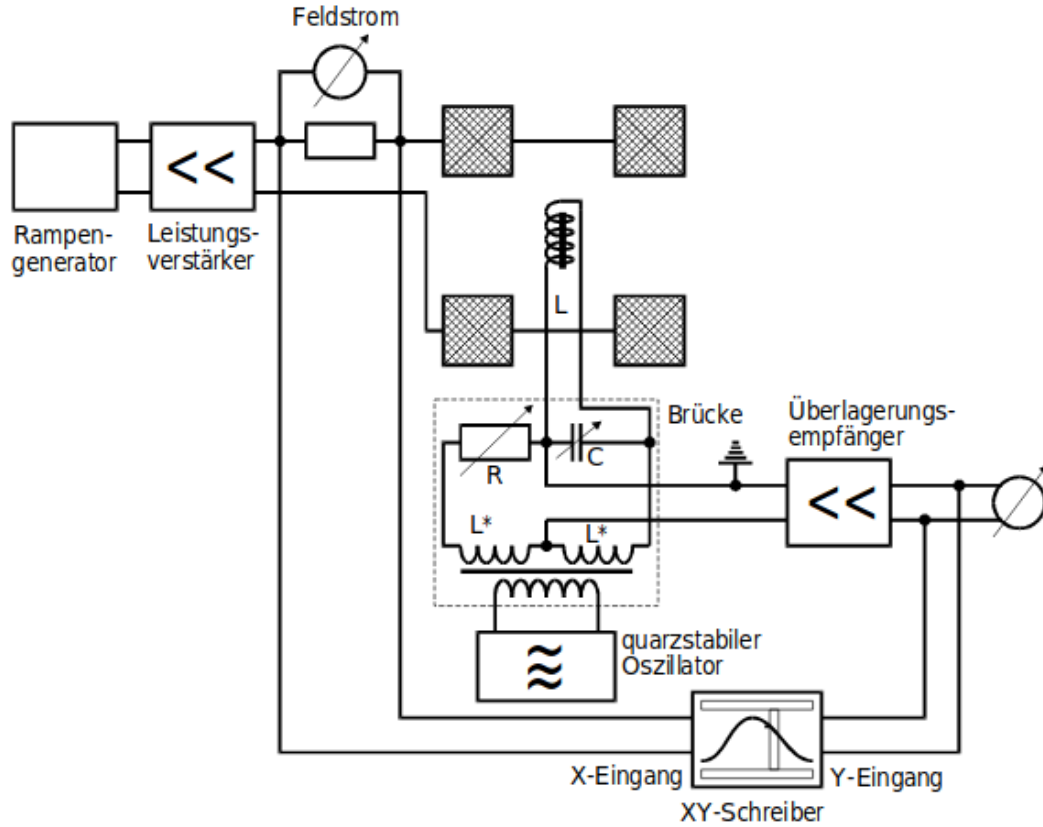 Feldstrom
<<
Rampen-
generator
Leistungs-
verstärker
L
Brücke
Überlagerungs-
empfänger
R
C
<<
L*
L*
quarzstabiler
Oszillator
X-Eingang
Y-Eingang
XY-Schreiber